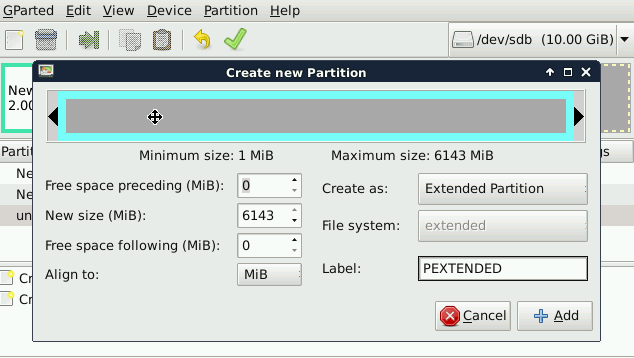 GParted Edit View Device Partition Help
/dev/sdb (10.00 GiB)
Create new Partition
New
2.00
Minimum size: 1 MiB Maximum size: 6143 MiB
Partit
Free space preceding (MiB): 0
Create as: Extended Partition
Ne
Ne
New size (MiB): 6143
un
File system: extended
Free space following (MiB): 0
Label: PEXTENDED
Align to: MiB
Cr
Cr
Cancel Add